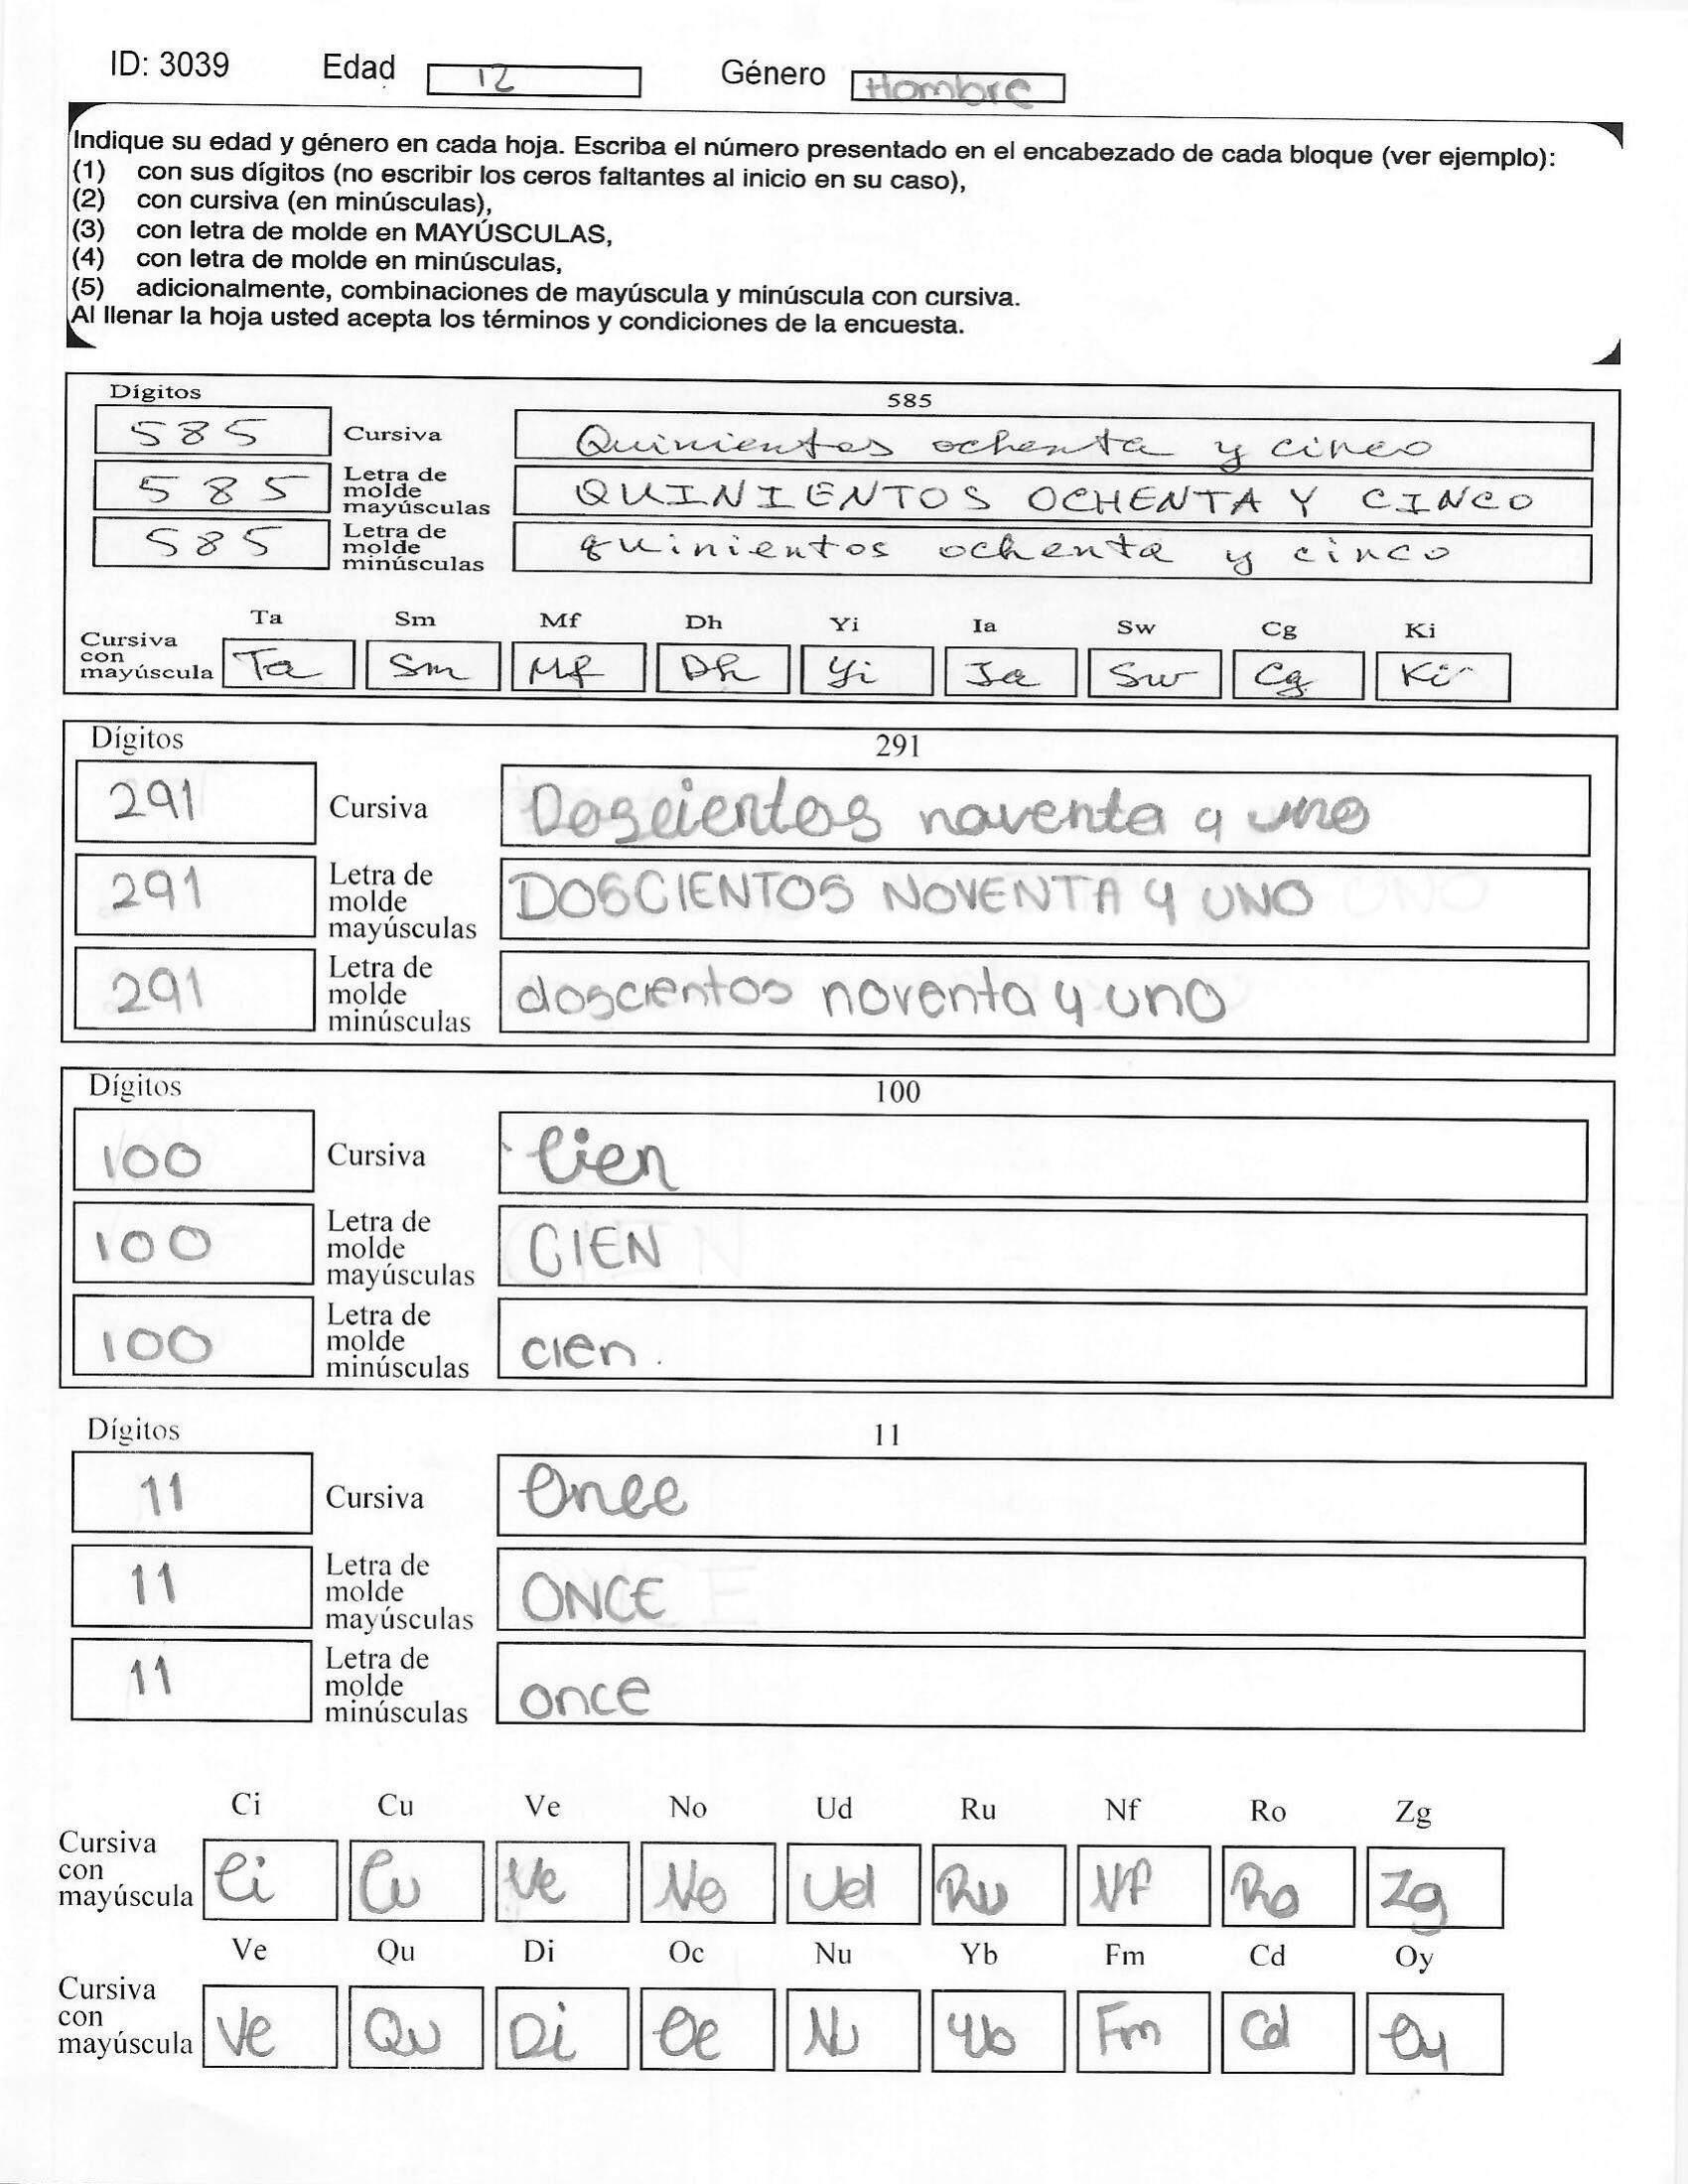 ID: 3039 Edad 12 Género Hombre
Indique su edad y género en cada hoja. Escriba el número presentado en el encabezado de cada bloque (ver ejemplo):
(1) con sus dígitos (no escribir los ceros faltantes al inicio en su caso),
(2) con cursiva (en minúsculas),
(3) con letra de molde en MAYÚSCULAS,
(4) con letra de molde en minúsculas,
(5) adicionalmente, combinaciones de mayúscula y minúscula con cursiva.
Al llenar la hoja usted acepta los términos y condiciones de la encuesta.
Dígitos 585
585 Cursiva Quinientos ochenta y cinco
585 Letra de molde mayúsculas QUINIENTOS OCHENTA Y CINCO
585 Letra de molde minúsculas quinientos ochenta y cinco
Ta Sm Mf Dh Yi Ia Sw Cg Ki
Cursiva con mayúscula Ta Sm Mf Dh Yi Ia Sw Cg Ki
Dígitos 291
291 Cursiva Doscientos noventa y uno
291 Letra de molde mayúsculas DOSCIENTOS NOVENTA Y UNO
291 Letra de molde minúsculas doscientos noventa y uno
Dígitos 100
100 Cursiva Cien
100 Letra de molde mayúsculas CIEN
100 Letra de molde minúsculas cien.
Dígitos 11
11 Cursiva Once
11 Letra de molde mayúsculas ONCE
11 Letra de molde minúsculas once
Ci Cu Ve No Ud Ru Nf Ro Zg
Cursiva con mayúscula Ci Cu Ve No Ud Ru Nf Ro Zg
Ve Qu Di Oc Nu Yb Fm Cd Oy
Cursiva con mayúscula Ve Qu Di Oc Nu Yb Fm Cd Oy